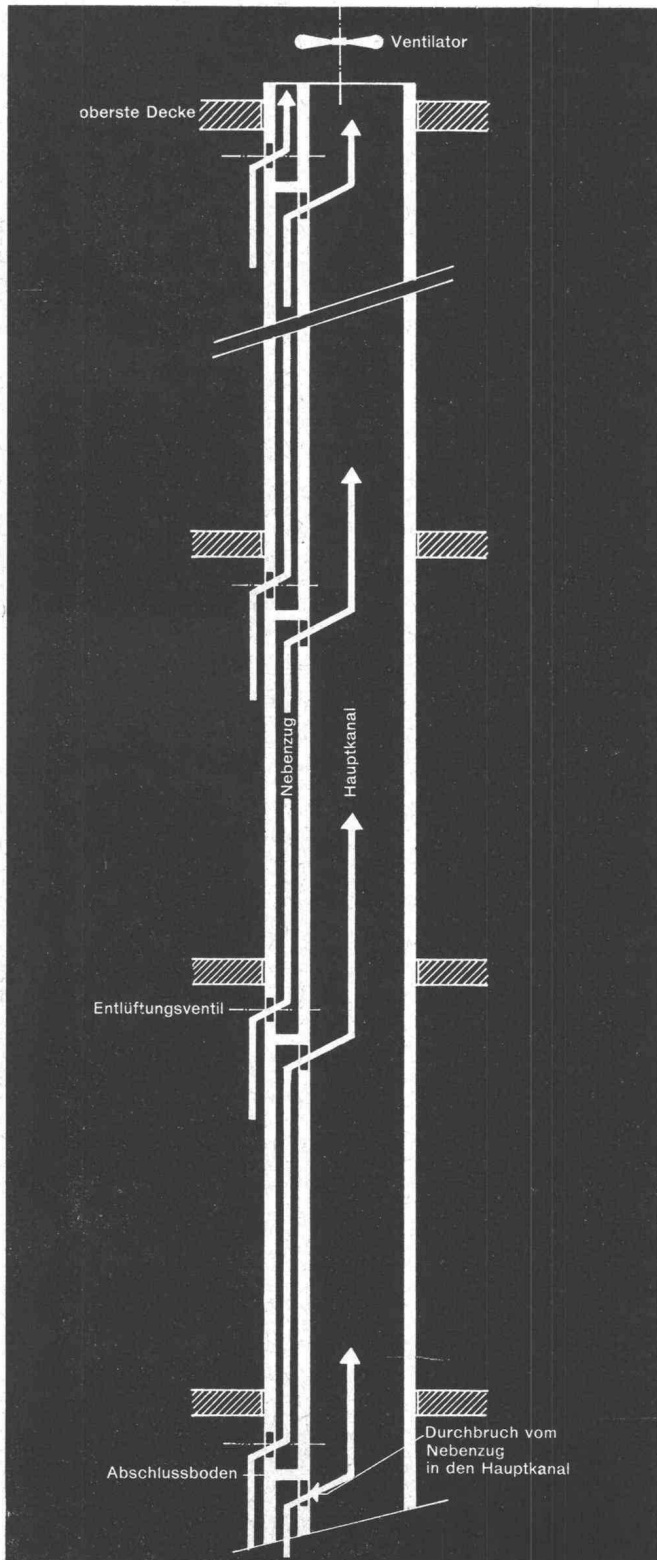 Ventilator
oberste Decke
Nebenzug
Hauptkanal
Entlüftungsventil
Durchbruch vom
Nebenzug
in den Hauptkanal
Abschlussboden